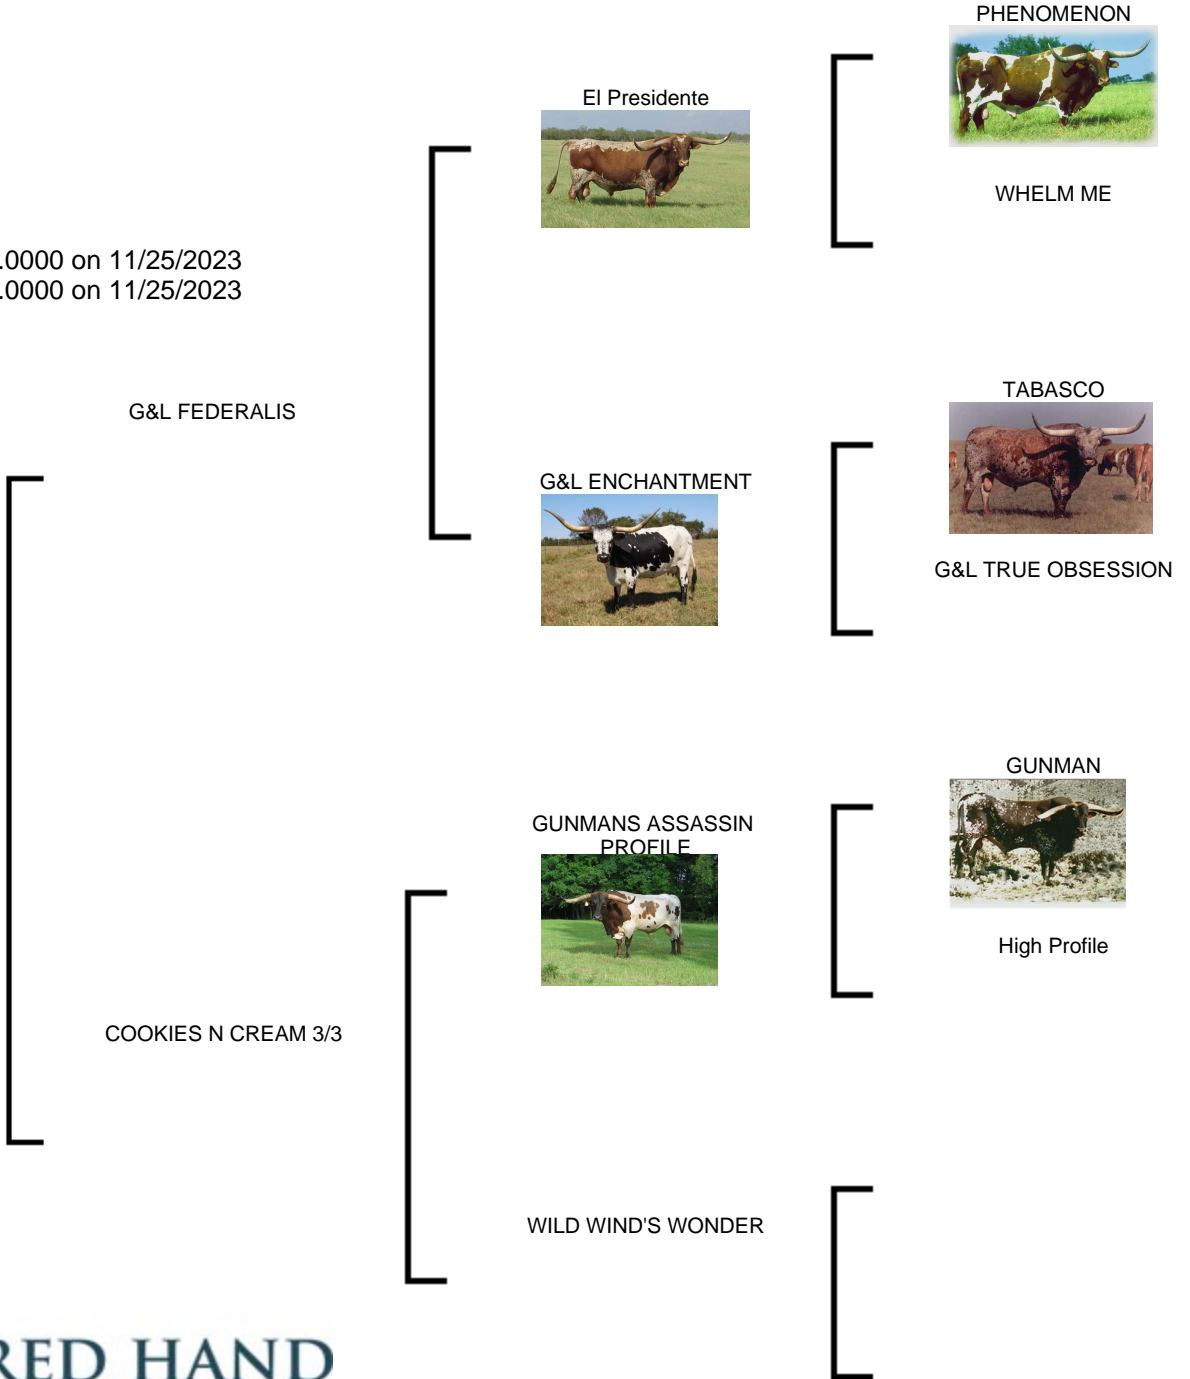 PHENOMENON
El Presidente
WHELM ME
.0000 on 11/25/2023
.0000 on 11/25/2023
TABASCO
G&L FEDERALIS
G&L ENCHANTMENT
G&L TRUE OBSESSION
GUNMAN
GUNMANS ASSASSIN
PROFILE
High Profile
COOKIES N CREAM 3/3
WILD WIND'S WONDER
RED HAND